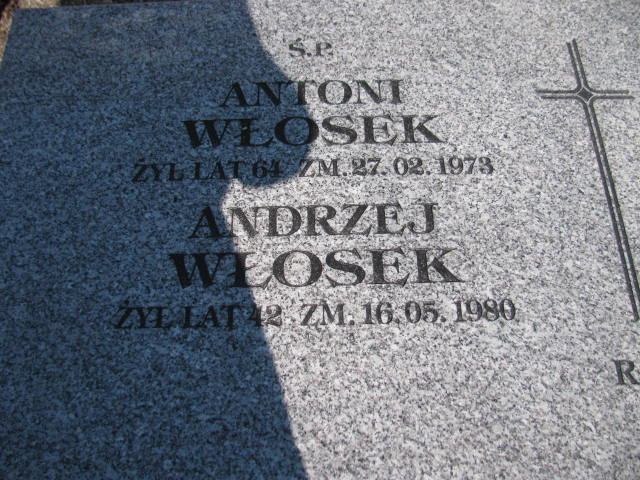 Ś.P.
ANTONI
WŁOSEK
ŻYŁ LAT 64 ZM. 27.02.1973
ANDRZEJ
WŁOSEK
ŻYŁ LAT 42 ZM. 16.05.1980
R